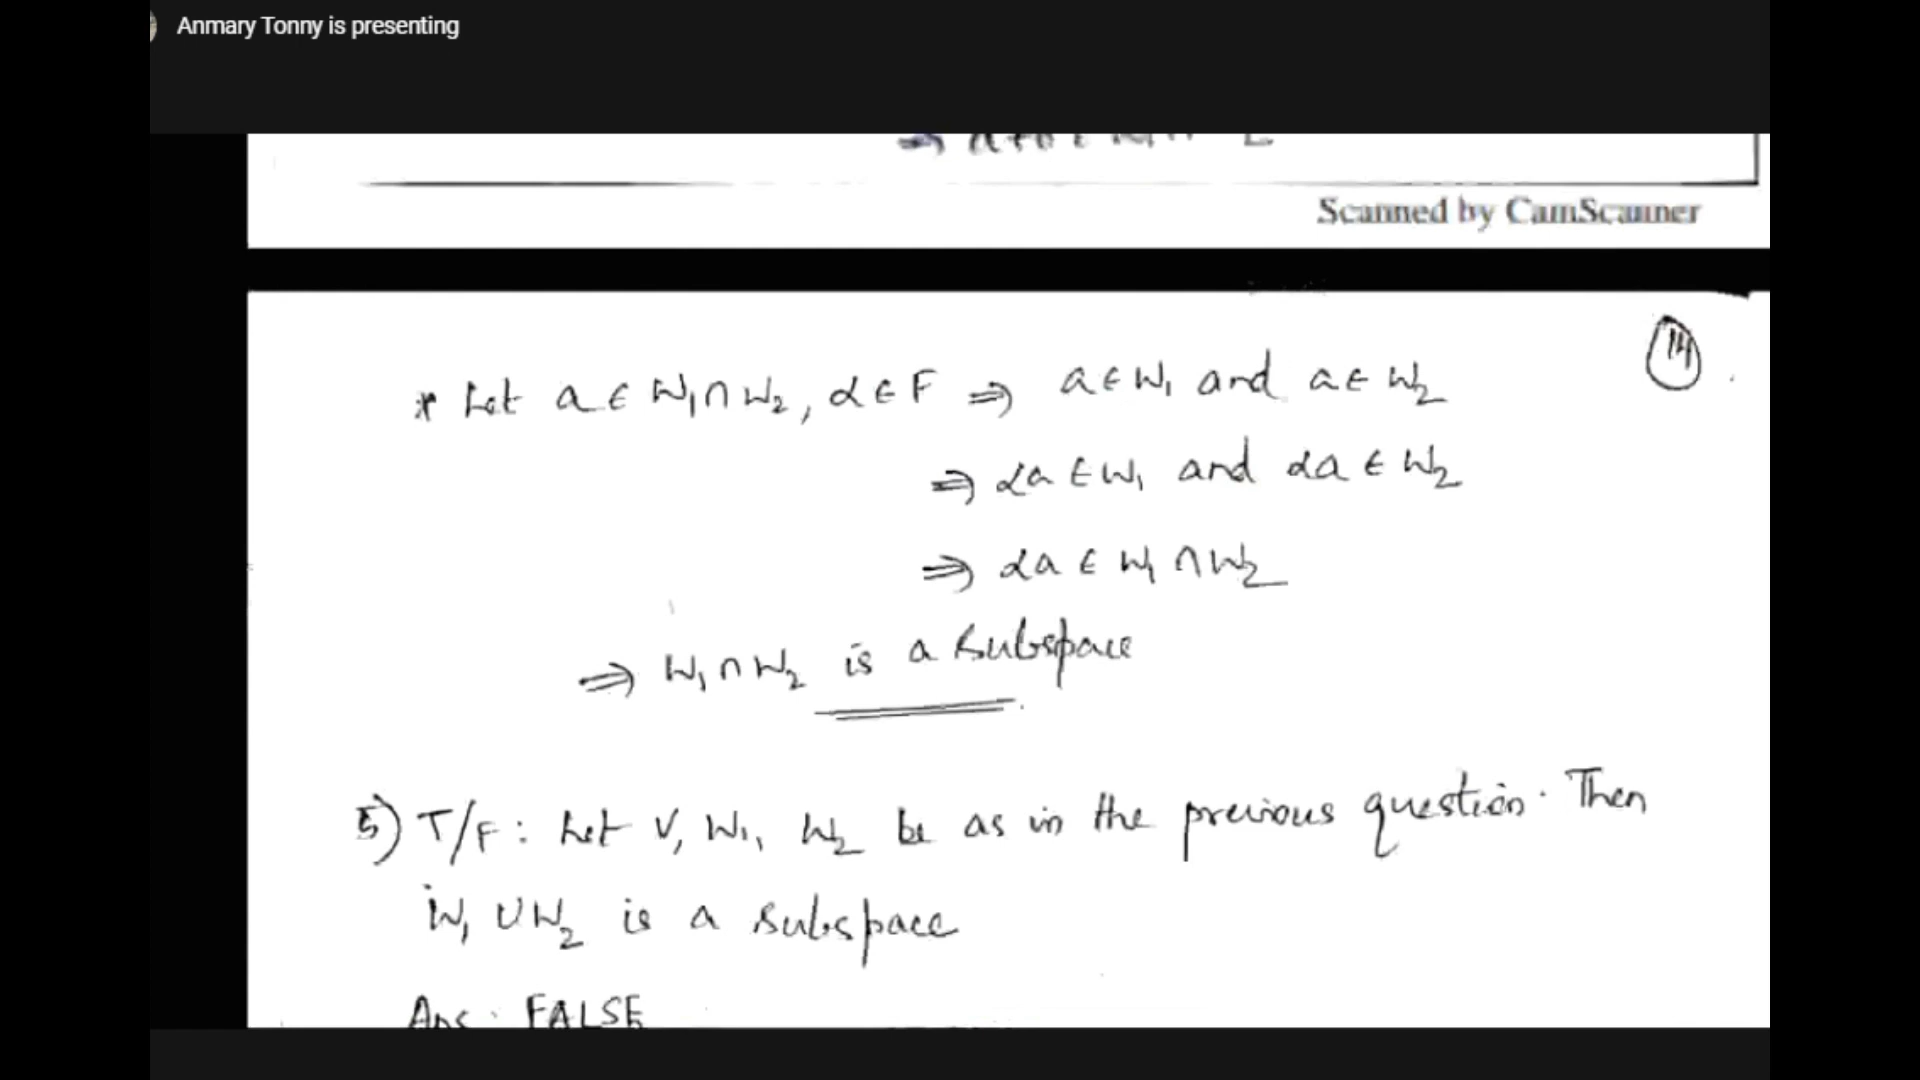 Anmary Tonny is presenting
Scanned by CamScanner
14
* Let a ∈ W₁∩W₂, α ∈ F ⇒ a ∈ W₁ and a ∈ W₂
⇒ αa ∈ W₁ and αa ∈ W₂
⇒ αa ∈ W₁ ∩ W₂
⇒ W₁ ∩ W₂ is a subspace
5) T/F : Let V, W₁, W₂ be as in the previous question. Then
W₁ ∪ W₂ is a subspace
Ans. FALSE